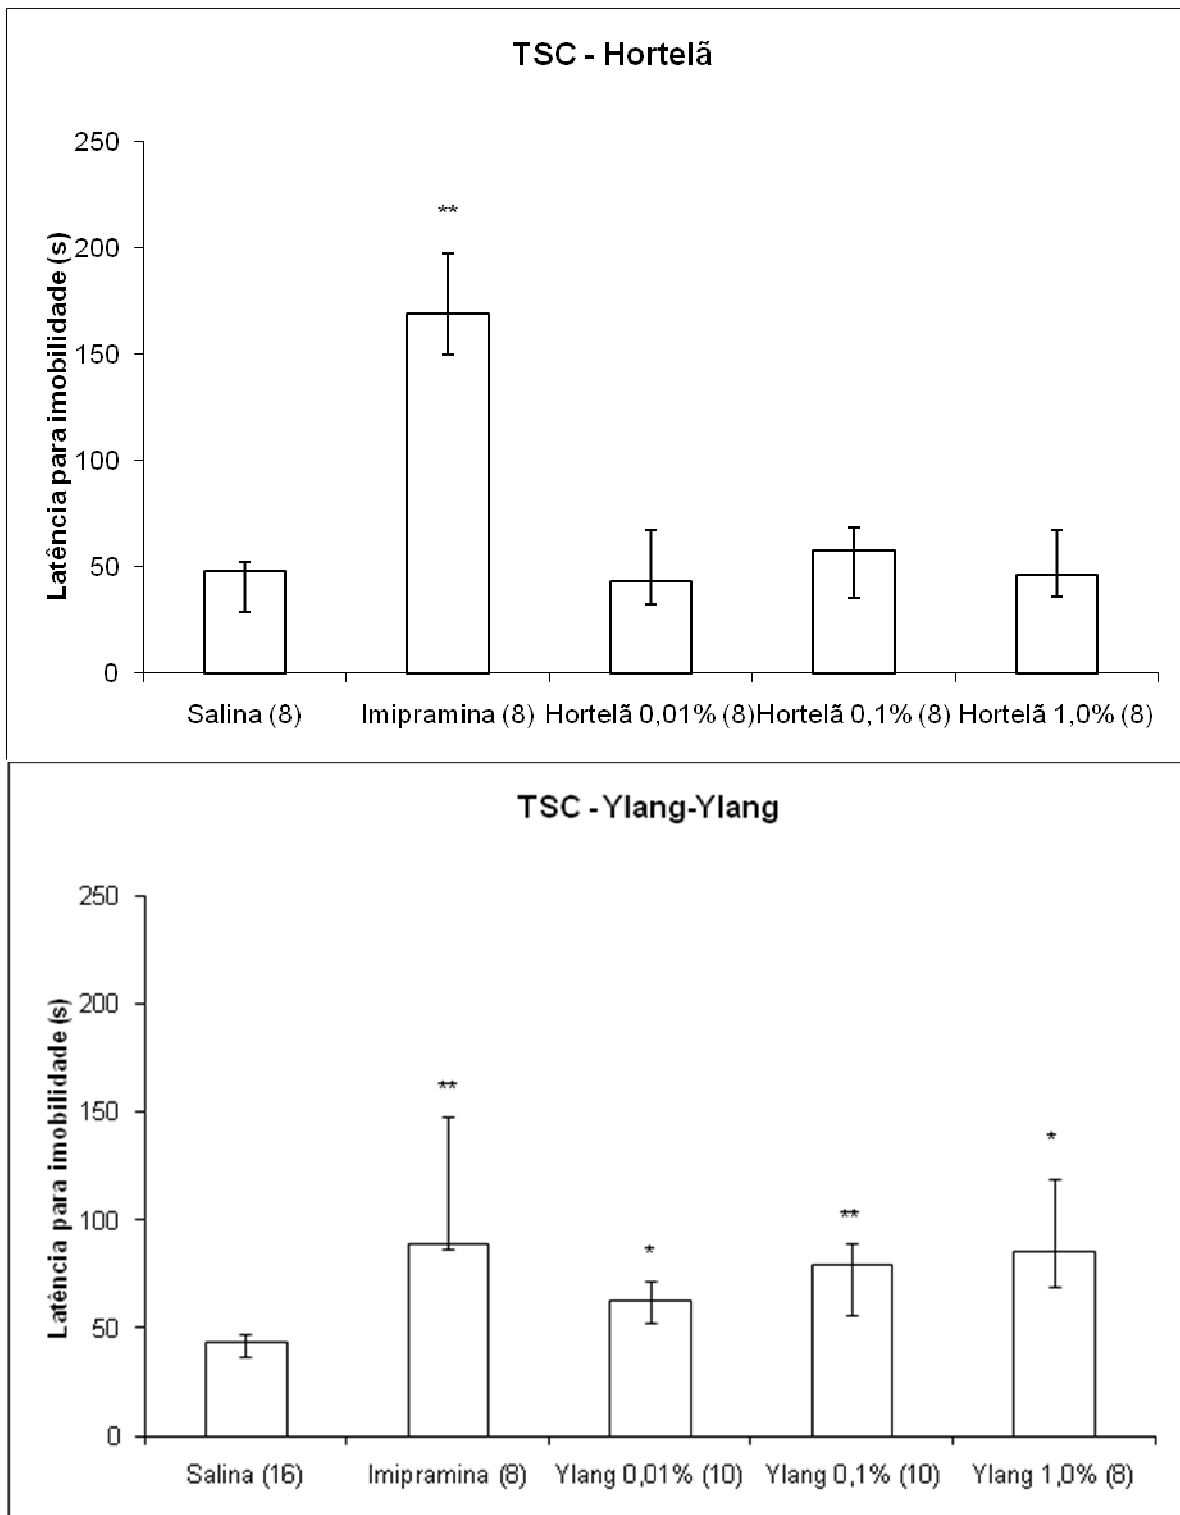 TSC - Hortelã
Latência para imobilidade (s)
250
200
150
100
50
0
**
Salina (8) Imipramina (8) Hortelã 0,01% (8) Hortelã 0,1% (8) Hortelã 1,0% (8)
TSC - Ylang-Ylang
Latência para imobilidade (s)
250
200
150
100
50
0
** * ** *
Salina (16) Imipramina (8) Ylang 0,01% (10) Ylang 0,1% (10) Ylang 1,0% (8)